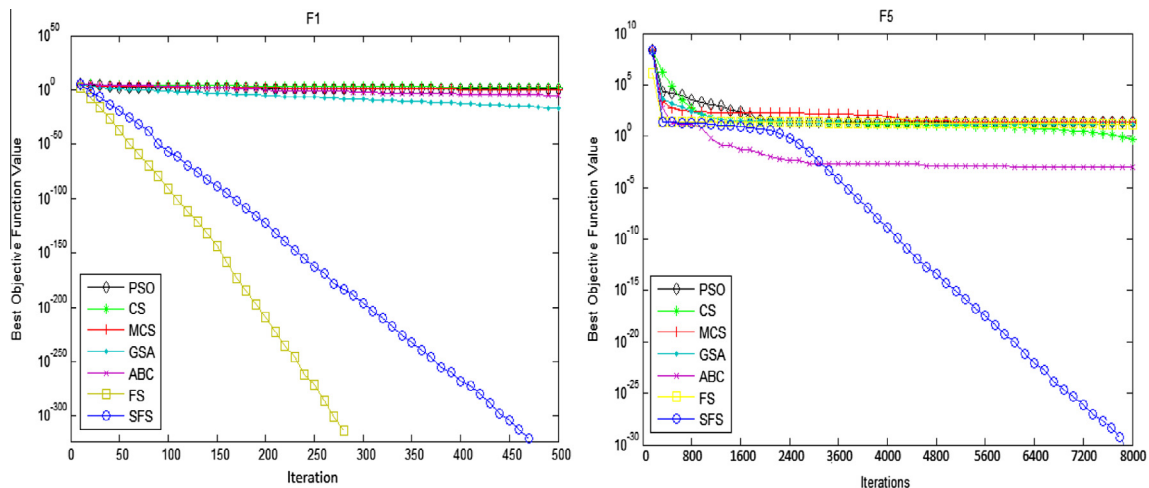 F1
Best Objective Function Value
10^50
10^0
10^-50
10^-100
10^-150
10^-200
10^-250
10^-300
PSO
CS
MCS
GSA
ABC
FS
SFS
0 50 100 150 200 250 300 350 400 450 500
Iteration
F5
Best Objective Function Value
10^10
10^5
10^0
10^-5
10^-10
10^-15
10^-20
10^-25
10^-30
PSO
CS
MCS
GSA
ABC
FS
SFS
0 800 1600 2400 3200 4000 4800 5600 6400 7200 8000
Iterations